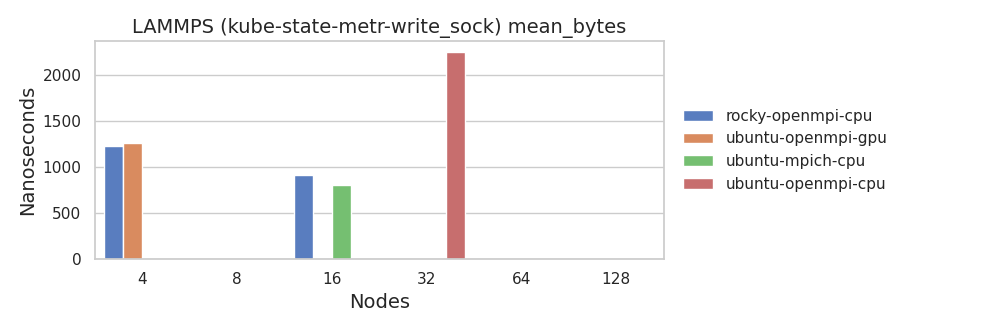 LAMMPS (kube-state-metr-write_sock) mean_bytes
Nanoseconds
2000
1500
1000
500
0
4 8 16 32 64 128
Nodes
rocky-openmpi-cpu
ubuntu-openmpi-gpu
ubuntu-mpich-cpu
ubuntu-openmpi-cpu